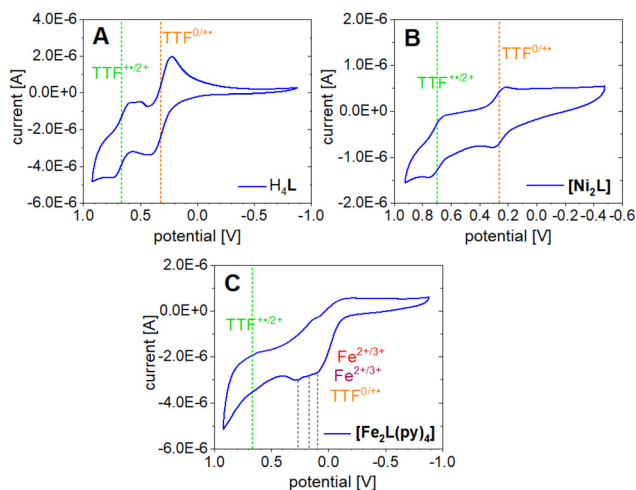 A
TTF0/+•
TTF+•/2+
4.0E-6
2.0E-6
0.0E+0
-2.0E-6
-4.0E-6
-6.0E-6
current [A]
H4L
1.0 0.5 0.0 -0.5 -1.0
potential [V]
B
TTF0/+•
TTF+•/2+
1.0E-6
0.0E+0
-1.0E-6
-2.0E-6
current [A]
[Ni2L]
1.0 0.8 0.6 0.4 0.2 0.0 -0.2 -0.4 -0.6
potential [V]
C
TTF+•/2+
2.0E-6
0.0E+0
-2.0E-6
-4.0E-6
-6.0E-6
current [A]
Fe2+/3+
Fe2+/3+
TTF0/+•
[Fe2L(py)4]
1.0 0.5 0.0 -0.5 -1.0
potential [V]